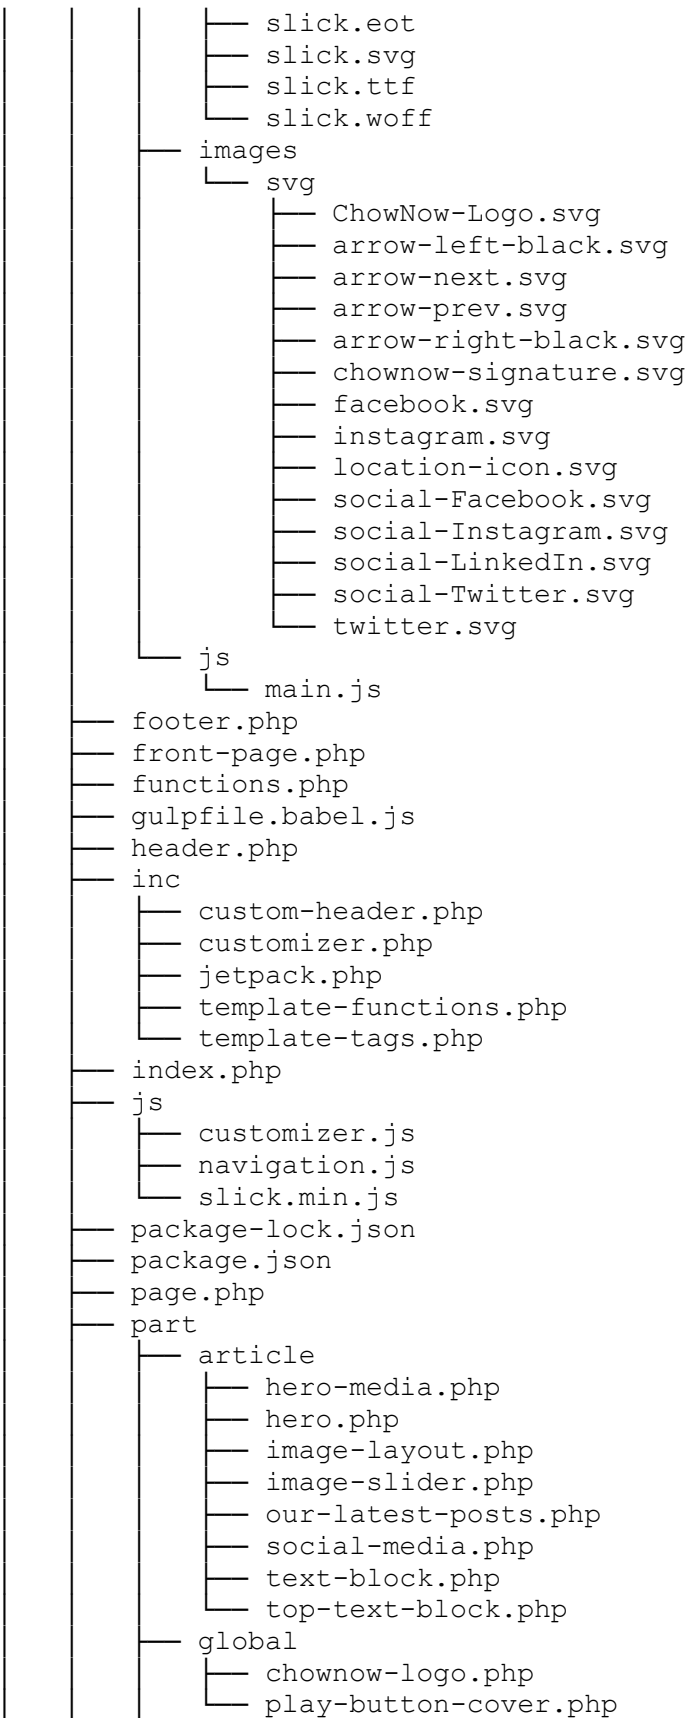 │   │   │   ├── slick.eot
│   │   │   ├── slick.svg
│   │   │   ├── slick.ttf
│   │   │   └── slick.woff
│   │   ├── images
│   │   │   └── svg
│   │   │       ├── ChowNow-Logo.svg
│   │   │       ├── arrow-left-black.svg
│   │   │       ├── arrow-next.svg
│   │   │       ├── arrow-prev.svg
│   │   │       ├── arrow-right-black.svg
│   │   │       ├── chownow-signature.svg
│   │   │       ├── facebook.svg
│   │   │       ├── instagram.svg
│   │   │       ├── location-icon.svg
│   │   │       ├── social-Facebook.svg
│   │   │       ├── social-Instagram.svg
│   │   │       ├── social-LinkedIn.svg
│   │   │       ├── social-Twitter.svg
│   │   │       └── twitter.svg
│   │   └── js
│   │       └── main.js
│   ├── footer.php
│   ├── front-page.php
│   ├── functions.php
│   ├── gulpfile.babel.js
│   ├── header.php
│   ├── inc
│   │   ├── custom-header.php
│   │   ├── customizer.php
│   │   ├── jetpack.php
│   │   ├── template-functions.php
│   │   └── template-tags.php
│   ├── index.php
│   ├── js
│   │   ├── customizer.js
│   │   ├── navigation.js
│   │   └── slick.min.js
│   ├── package-lock.json
│   ├── package.json
│   ├── page.php
│   ├── part
│   │   ├── article
│   │   │   ├── hero-media.php
│   │   │   ├── hero.php
│   │   │   ├── image-layout.php
│   │   │   ├── image-slider.php
│   │   │   ├── our-latest-posts.php
│   │   │   ├── social-media.php
│   │   │   ├── text-block.php
│   │   │   └── top-text-block.php
│   │   ├── global
│   │   │   ├── chownow-logo.php
│   │   │   └── play-button-cover.php